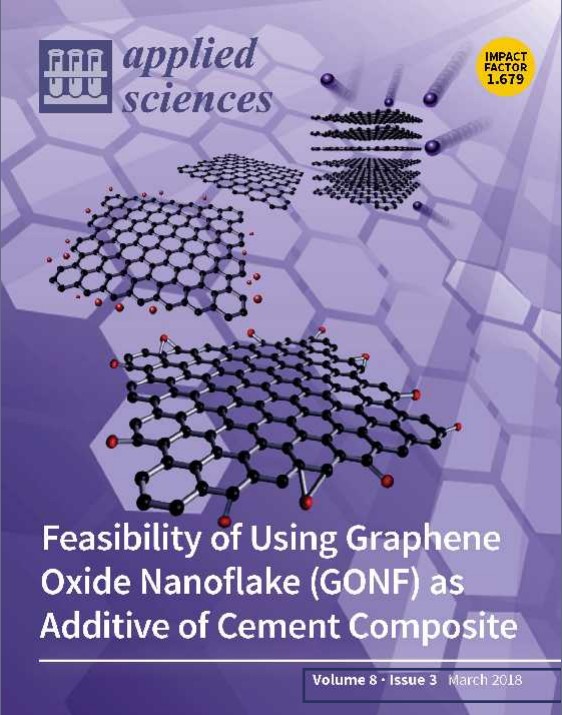 applied
sciences
IMPACT
FACTOR
1.679
Feasibility of Using Graphene
Oxide Nanoflake (GONF) as
Additive of Cement Composite
Volume 8 · Issue 3 March 2018